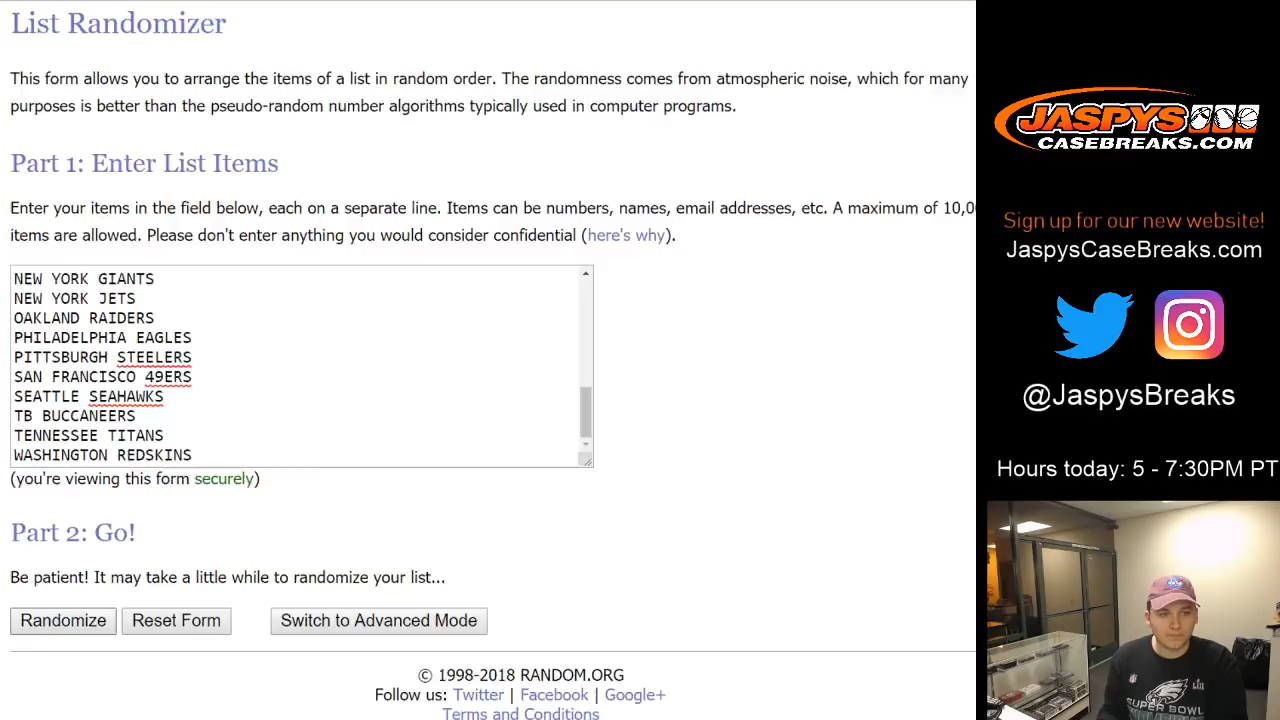 List Randomizer
This form allows you to arrange the items of a list in random order. The randomness comes from atmospheric noise, which for many
purposes is better than the pseudo-random number algorithms typically used in computer programs.
Part 1: Enter List Items
Enter your items in the field below, each on a separate line. Items can be numbers, names, email addresses, etc. A maximum of 10,0
items are allowed. Please don't enter anything you would consider confidential (here's why).
NEW YORK GIANTS
NEW YORK JETS
OAKLAND RAIDERS
PHILADELPHIA EAGLES
PITTSBURGH STEELERS
SAN FRANCISCO 49ERS
SEATTLE SEAHAWKS
TB BUCCANEERS
TENNESSEE TITANS
WASHINGTON REDSKINS
(you're viewing this form securely)
Part 2: Go!
Be patient! It may take a little while to randomize your list...
Randomize
Reset Form
Switch to Advanced Mode
© 1998-2018 RANDOM.ORG
Follow us: Twitter | Facebook | Google+
Terms and Conditions
JASPYS
CASEBREAKS.COM
Sign up for our new website!
JaspysCaseBreaks.com
@JaspysBreaks
Hours today: 5 - 7:30PM PT
LII
SUPER BOWL